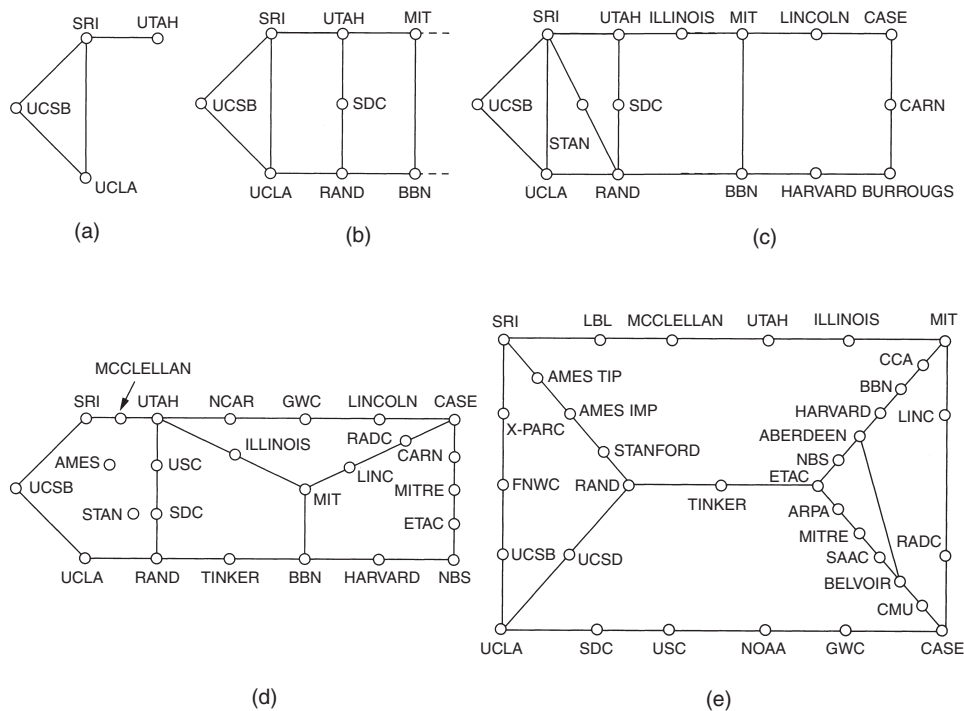 SRI UTAH
UCSB
UCLA
(a)
SRI UTAH MIT
UCSB SDC
UCLA RAND BBN
(b)
SRI UTAH ILLINOIS MIT LINCOLN CASE
UCSB SDC CARN
STAN
UCLA RAND BBN HARVARD BURROUGS
(c)
MCCLELLAN
SRI UTAH NCAR GWC LINCOLN CASE
ILLINOIS RADC
CARN
AMES USC LINC
UCSB MIT MITRE
STAN SDC ETAC
UCLA RAND TINKER BBN HARVARD NBS
(d)
SRI LBL MCCLELLAN UTAH ILLINOIS MIT
CCA
AMES TIP BBN
AMES IMP HARVARD LINC
X-PARC ABERDEEN
STANFORD NBS
FNWC RAND ETAC
TINKER ARPA
MITRE
UCSB UCSD SAAC RADC
BELVOIR
CMU
UCLA SDC USC NOAA GWC CASE
(e)